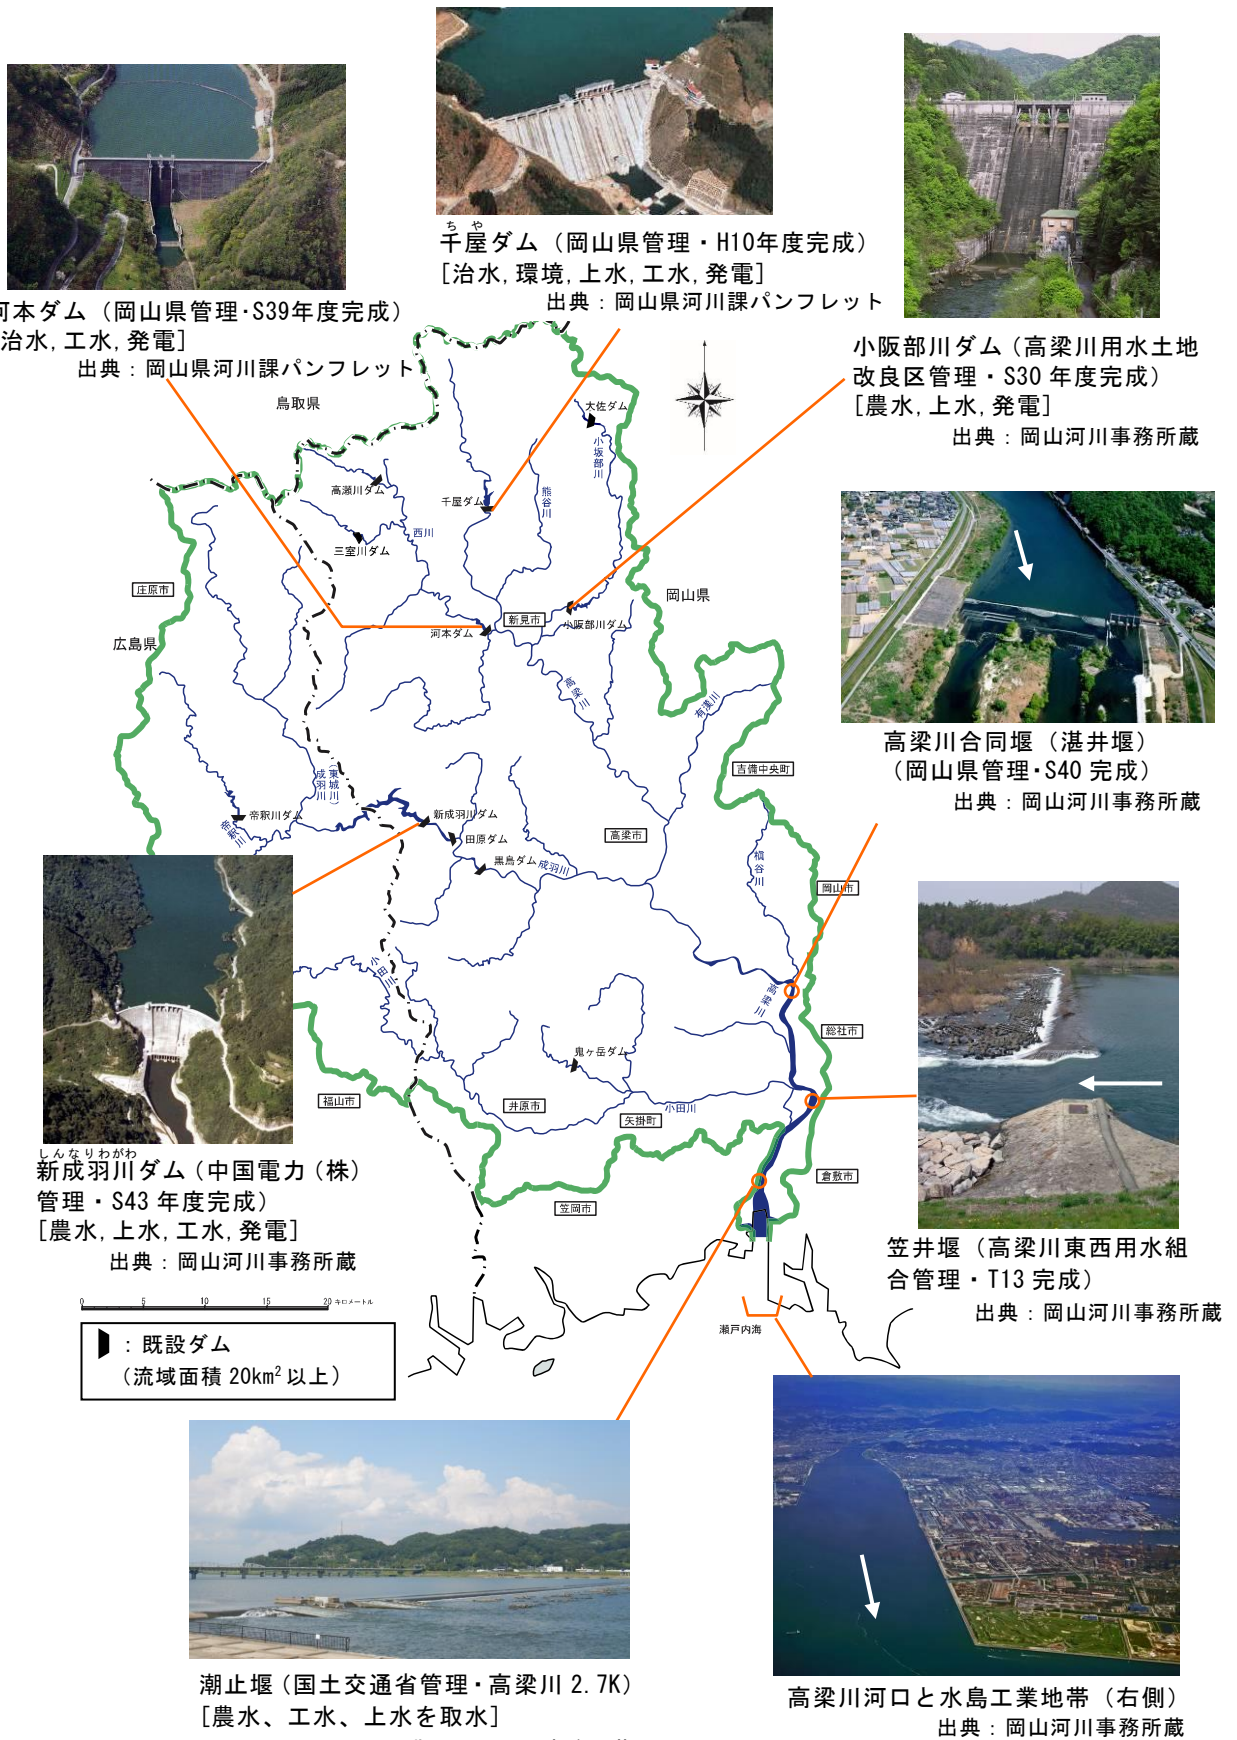 ちや
千屋ダム（岡山県管理・H10年度完成）
[治水,環境,上水,工水,発電]
出典：岡山県河川課パンフレット
河本ダム（岡山県管理・S39年度完成）
治水,工水,発電]
出典：岡山県河川課パンフレット
小阪部川ダム（高梁川用水土地
改良区管理・S30 年度完成）
[農水,上水,発電]
出典：岡山河川事務所蔵
高梁川合同堰（湛井堰）
（岡山県管理・S40 完成）
出典：岡山河川事務所蔵
笠井堰（高梁川東西用水組
合管理・T13 完成）
出典：岡山河川事務所蔵
しんなりわがわ
新成羽川ダム（中国電力（株）
管理・S43 年度完成）
[農水,上水,工水,発電]
出典：岡山河川事務所蔵
鳥取県
大佐ダム
小坂部川
高瀬川ダム
千屋ダム
熊谷川
西川
三室川ダム
庄原市
岡山県
新見市
小阪部川ダム
河本ダム
広島県
高梁川
有漢川
吉備中央町
成羽川
（東城川）
帝釈川ダム
帝釈川
新成羽川ダム
田原ダム
高梁市
黒鳥ダム
成羽川
槇谷川
岡山市
小田川
高梁川
総社市
鬼ヶ岳ダム
福山市
井原市
小田川
矢掛町
倉敷市
笠岡市
瀬戸内海
0 5 10 15 20 キロメートル
：既設ダム
（流域面積 20km²以上）
潮止堰（国土交通省管理・高梁川 2.7K）
[農水、工水、上水を取水]
高梁川河口と水島工業地帯（右側）
出典：岡山河川事務所蔵